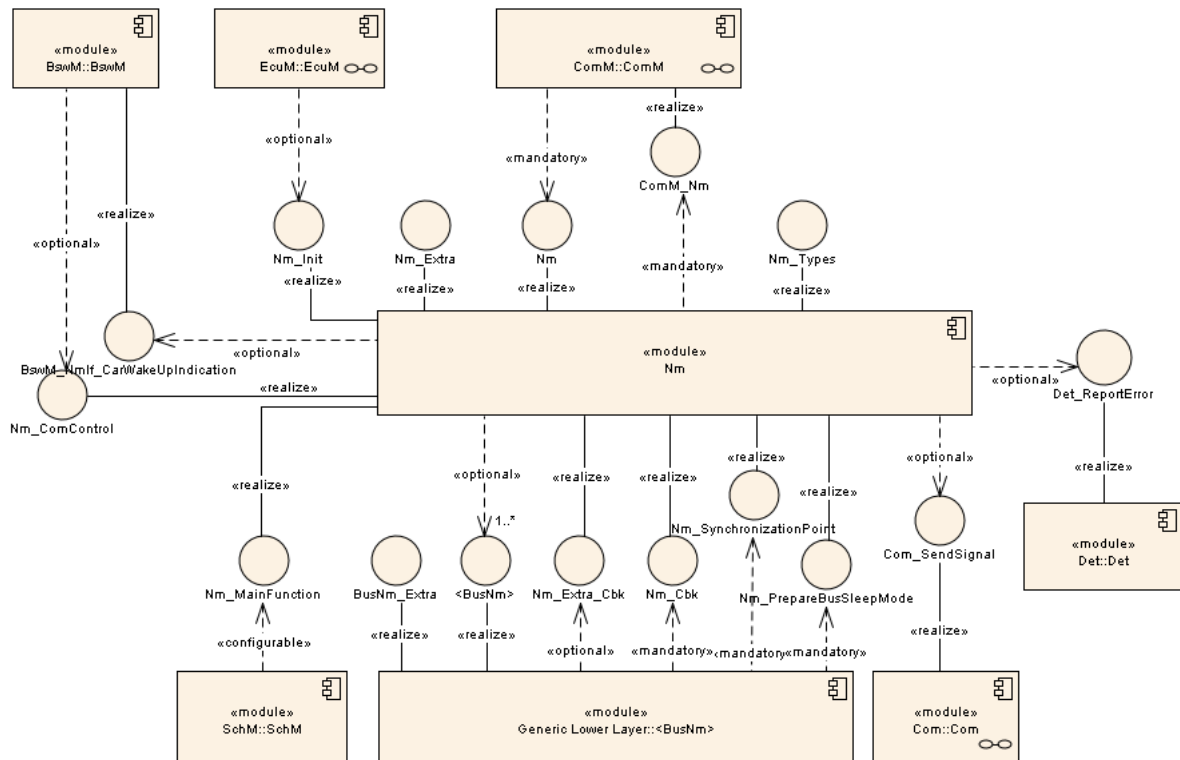 «module»
BswM::BswM
«module»
EcuM::EcuM
«module»
ComM::ComM
«realize»
«optional»
«mandatory»
ComM_Nm
«realize»
«optional»
Nm_Init
Nm_Extra
Nm
«mandatory»
Nm_Types
«realize»
«realize»
«realize»
«realize»
«module»
Nm
«optional»
BswM_NmIf_CarWakeUpIndication
«optional»
Det_ReportError
«realize»
Nm_ComControl
«realize»
«optional»
«realize»
«realize»
«realize»
«realize»
«optional»
«realize»
1..*
Nm_SynchronizationPoint
Com_SendSignal
«module»
Det::Det
Nm_MainFunction
BusNm_Extra
<BusNm>
Nm_Extra_Cbk
Nm_Cbk
Nm_PrepareBusSleepMode
«configurable»
«realize»
«realize»
«optional»
«mandatory»
«mandatory»
«mandatory»
«realize»
«module»
SchM::SchM
«module»
Generic Lower Layer::<BusNm>
«module»
Com::Com